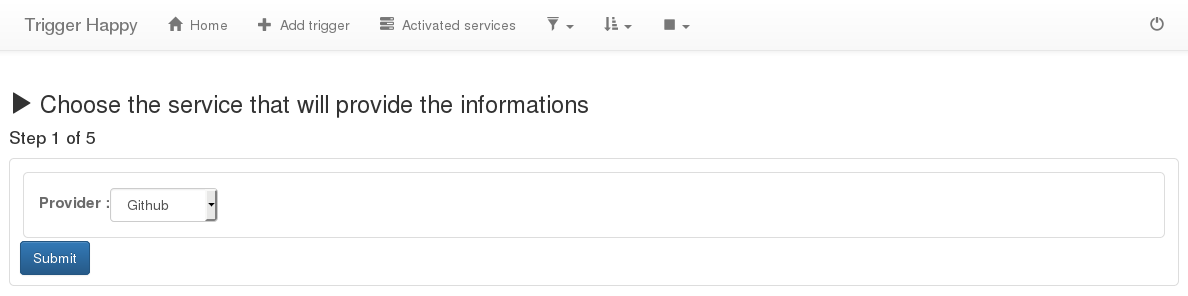 Trigger Happy Home Add trigger Activated services
Choose the service that will provide the informations
Step 1 of 5
Provider : Github
Submit